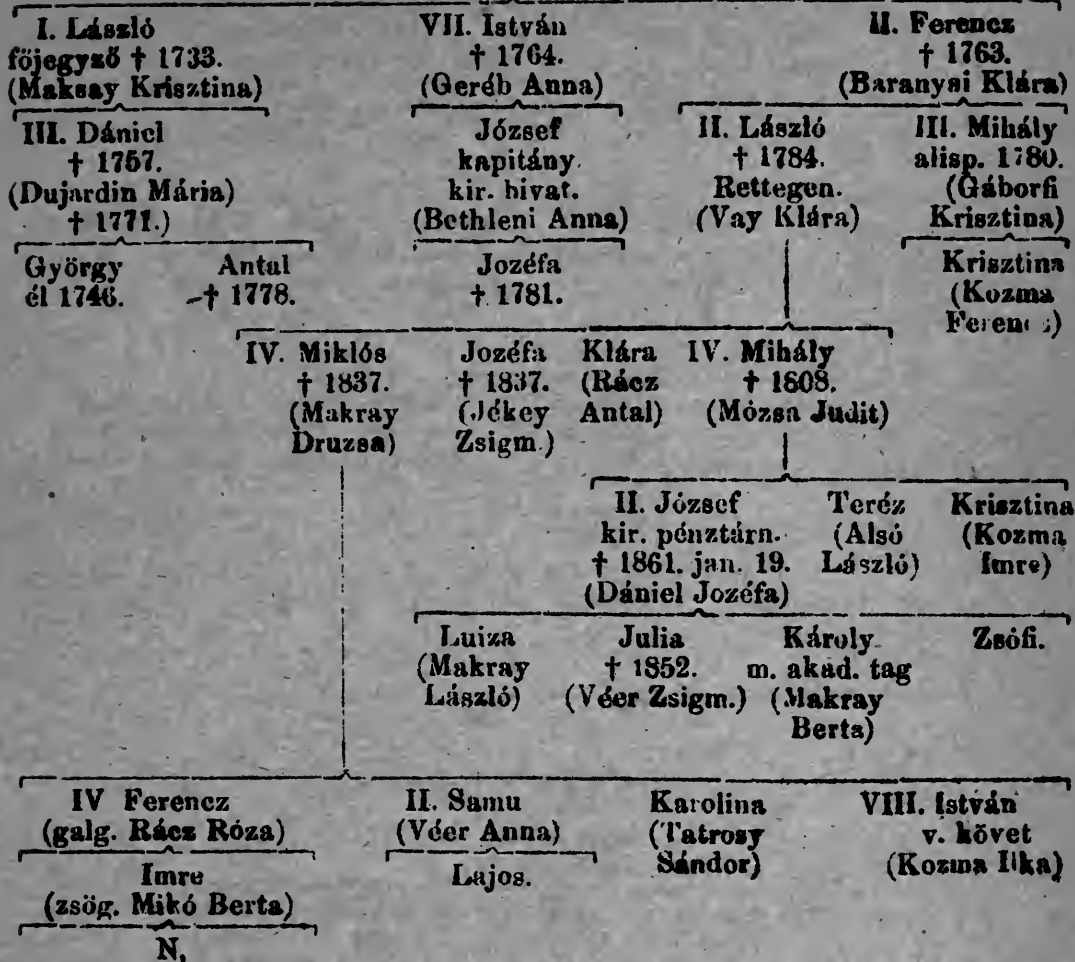 I. László VII. István II. Ferencz
főjegyző † 1733. † 1764. † 1763.
(Maksay Krisztina) (Geréb Anna) (Baranyai Klára)
III. Dániel József II. László III. Mihály
† 1757. kapitány. † 1784. alisp. 1780.
(Dujardin Mária) kir. hivat. Rettegen. (Gáborfi
† 1771.) (Bethleni Anna) (Vay Klára) Krisztina)
György Antal Jozéfa Krisztina
él 1746. † 1778. † 1781. (Kozma
IV. Miklós Jozéfa Klára IV. Mihály
† 1837. † 1837. (Rácz † 1808.
(Makray (Jékey Antal) (Mózsa Judit)
Druzsa) Zsigm.)
II. József Teréz Krisztina
kir. pénztárn. (Alsó (Kozma
† 1861. jan. 19. László) Imre)
(Dániel Jozéfa)
Luiza Julia Károly Zsófi.
(Makray † 1852. m. akad. tag
László) (Véer Zsigm.) (Makray
Berta)
IV Ferencz II. Samu Karolina VIII. István
(galg. Rácz Róza) (Véer Anna) (Tatrosy v. követ
Imre Lajos. Sándor) (Kozma Ilka)
(zsög. Mikó Berta)
N.